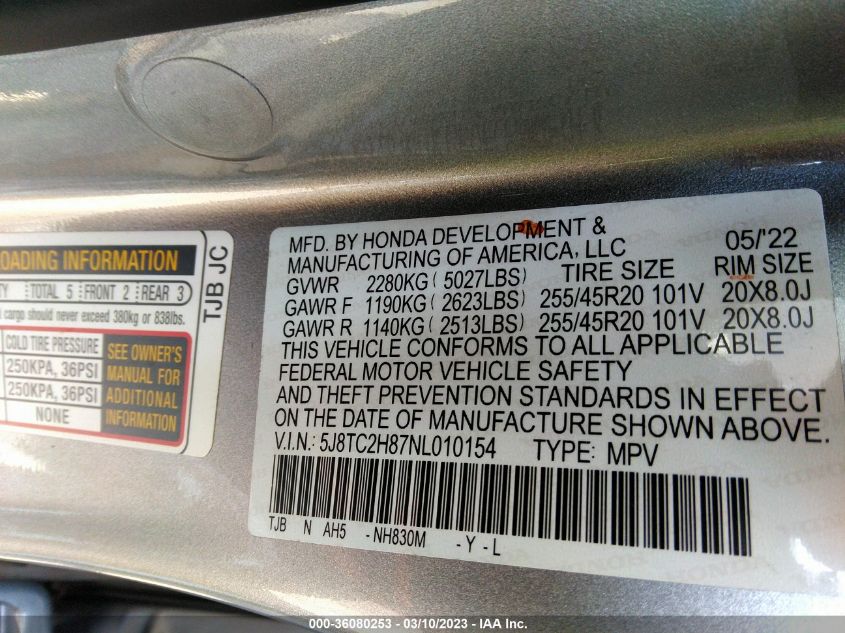 OADING INFORMATION
TY TOTAL 5 FRONT 2 REAR 3
cargo should never exceed 380kg or 838lbs.
COLD TIRE PRESSURE
250KPA, 36PSI
250KPA, 36PSI
NONE
SEE OWNER'S
MANUAL FOR
ADDITIONAL
INFORMATION
TJB JC
MFD. BY HONDA DEVELOPMENT &
MANUFACTURING OF AMERICA, LLC 05/'22
GVWR 2280KG ( 5027LBS) TIRE SIZE RIM SIZE
GAWR F 1190KG ( 2623LBS) 255/45R20 101V 20X8.0J
GAWR R 1140KG ( 2513LBS) 255/45R20 101V 20X8.0J
THIS VEHICLE CONFORMS TO ALL APPLICABLE
FEDERAL MOTOR VEHICLE SAFETY
AND THEFT PREVENTION STANDARDS IN EFFECT
ON THE DATE OF MANUFACTURE SHOWN ABOVE.
V.I.N.: 5J8TC2H87NL010154 TYPE: MPV
TJB N AH5 -NH830M -Y-L
000-36080253 - 03/10/2023 - IAA Inc.